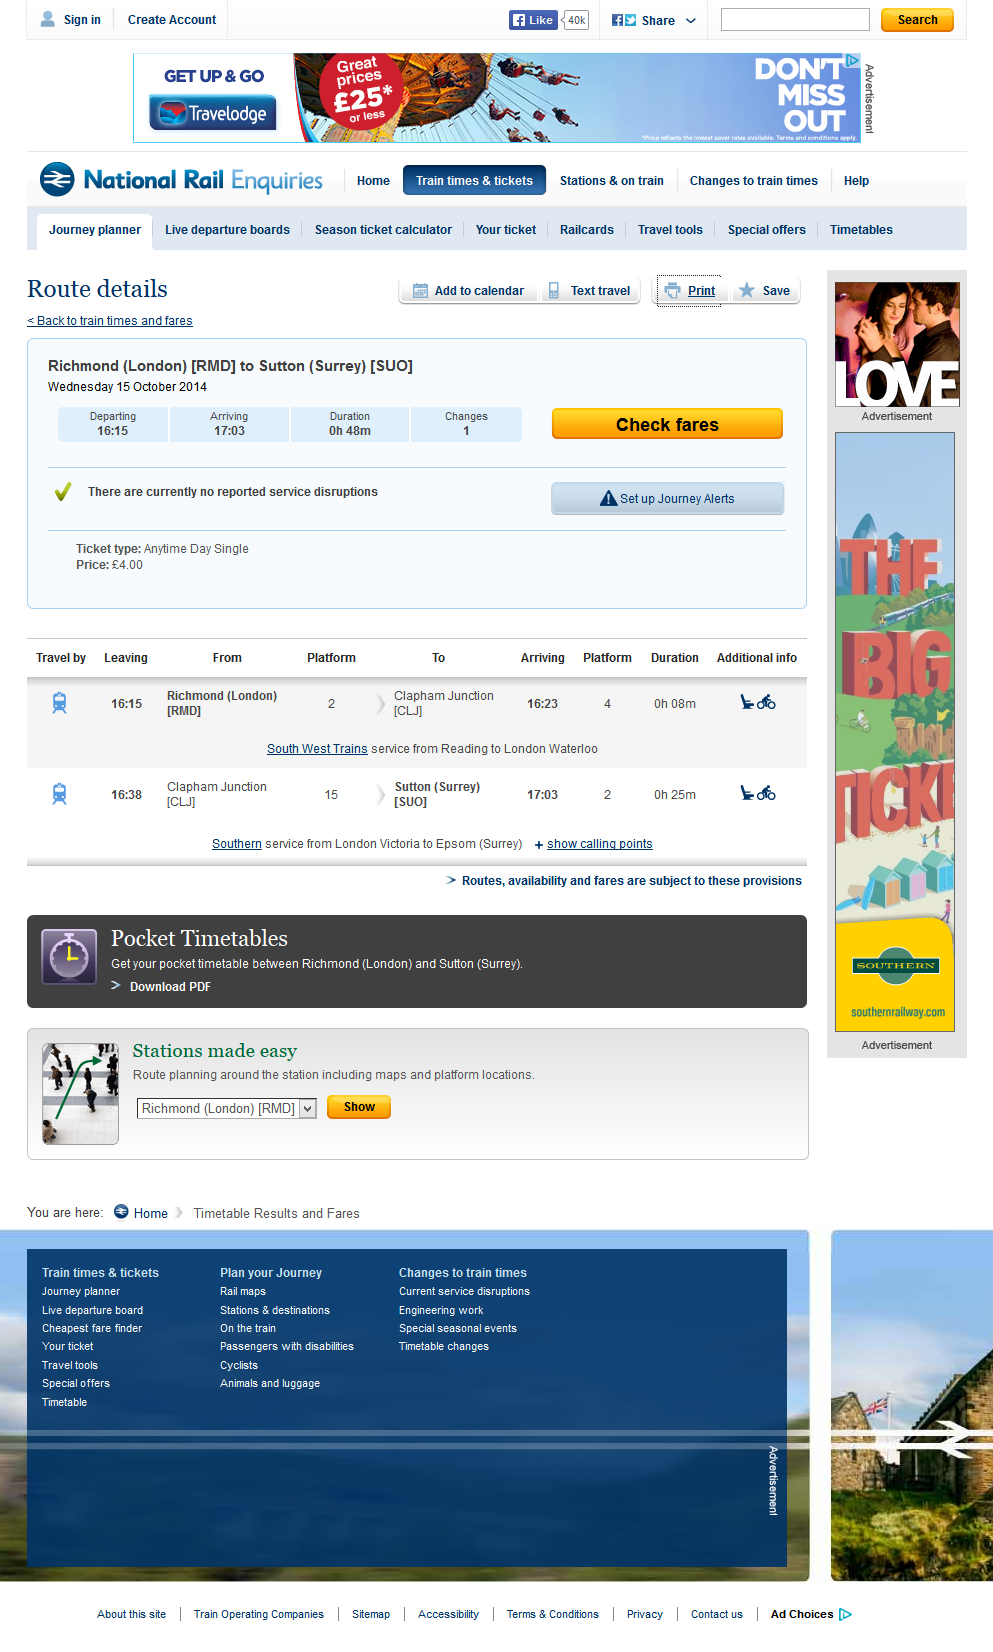 Sign in
Create Account
Like
40k
Share
Search
GET UP & GO
Travelodge
Great
prices
£25*
or less
DON'T
MISS
OUT
*Price reflects the lowest saver rates available. Terms and conditions apply.
Advertisement
National Rail Enquiries
Home
Train times & tickets
Stations & on train
Changes to train times
Help
Journey planner
Live departure boards
Season ticket calculator
Your ticket
Railcards
Travel tools
Special offers
Timetables
Route details
Add to calendar
Text travel
Print
Save
< Back to train times and fares
Richmond (London) [RMD] to Sutton (Surrey) [SUO]
Wednesday 15 October 2014
Departing Arriving Duration Changes
16:15 17:03 0h 48m 1
Check fares
There are currently no reported service disruptions
Set up Journey Alerts
Ticket type: Anytime Day Single
Price: £4.00
Travel by Leaving From Platform To Arriving Platform Duration Additional info
16:15 Richmond (London) [RMD] 2 Clapham Junction [CLJ] 16:23 4 0h 08m
South West Trains service from Reading to London Waterloo
16:38 Clapham Junction [CLJ] 15 Sutton (Surrey) [SUO] 17:03 2 0h 25m
Southern service from London Victoria to Epsom (Surrey) + show calling points
Routes, availability and fares are subject to these provisions
Pocket Timetables
Get your pocket timetable between Richmond (London) and Sutton (Surrey).
Download PDF
Stations made easy
Route planning around the station including maps and platform locations.
Richmond (London) [RMD]
Show
LOVE
Advertisement
THE
BIG
TICKE
SOUTHERN
southernrailway.com
Advertisement
You are here: Home Timetable Results and Fares
Train times & tickets
Journey planner
Live departure board
Cheapest fare finder
Your ticket
Travel tools
Special offers
Timetable
Plan your Journey
Rail maps
Stations & destinations
On the train
Passengers with disabilities
Cyclists
Animals and luggage
Changes to train times
Current service disruptions
Engineering work
Special seasonal events
Timetable changes
Advertisement
About this site
Train Operating Companies
Sitemap
Accessibility
Terms & Conditions
Privacy
Contact us
Ad Choices